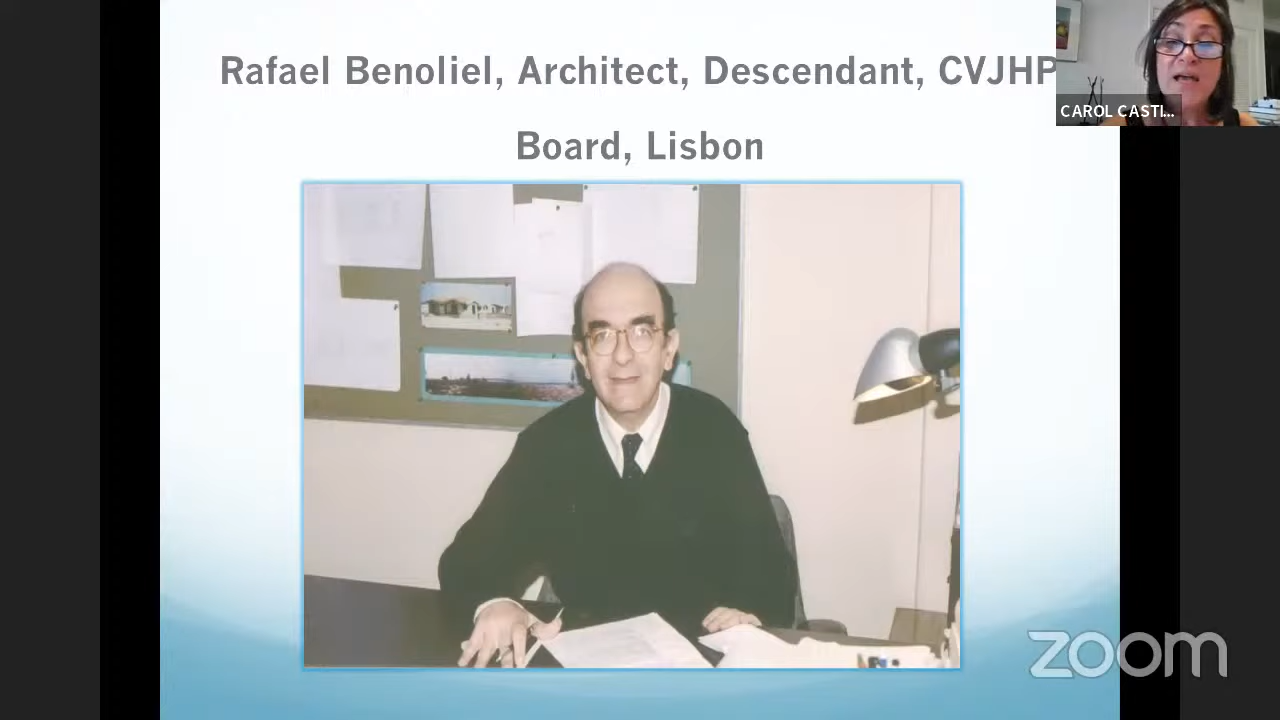 Rafael Benoliel, Architect, Descendant, CVJHP
Board, Lisbon
CAROL CASTI...
zoom